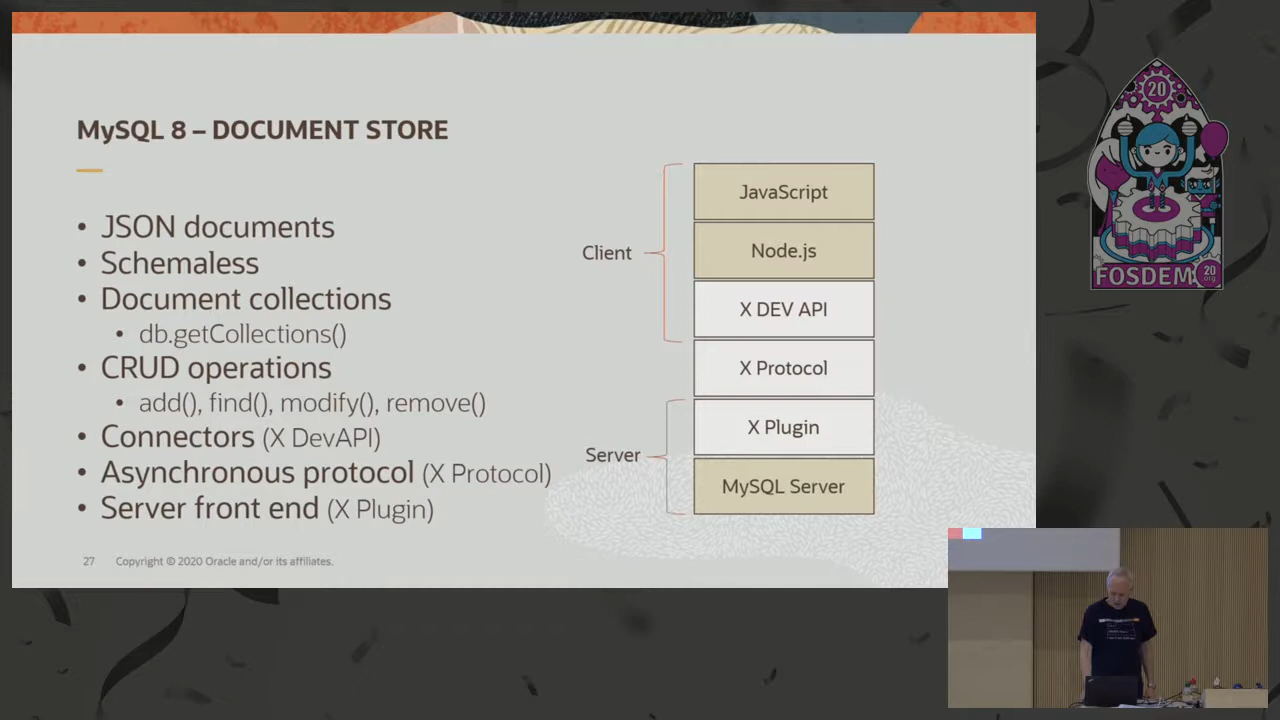 MySQL 8 – DOCUMENT STORE
• JSON documents
• Schemaless
• Document collections
• db.getCollections()
• CRUD operations
• add(), find(), modify(), remove()
• Connectors (X DevAPI)
• Asynchronous protocol (X Protocol)
• Server front end (X Plugin)
Client
Server
JavaScript
Node.js
X DEV API
X Protocol
X Plugin
MySQL Server
27 Copyright © 2020 Oracle and/or its affiliates.
20
FOSDEM
20
.org